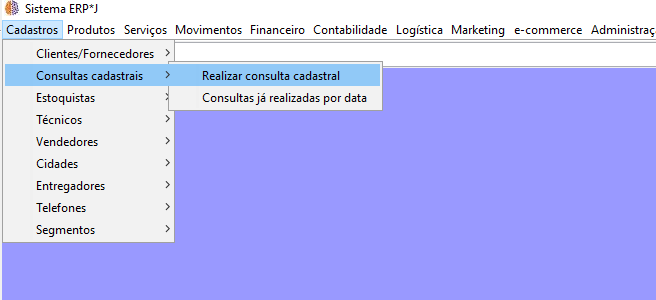 Sistema ERP*J
Cadastros Produtos Serviços Movimentos Financeiro Contabilidade Logística Marketing e-commerce Administraç
Clientes/Fornecedores
Consultas cadastrais
Realizar consulta cadastral
Estoquistas
Consultas já realizadas por data
Técnicos
Vendedores
Cidades
Entregadores
Telefones
Segmentos